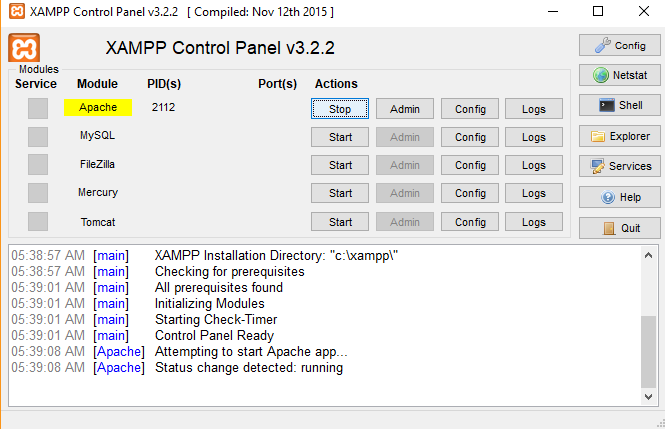 XAMPP Control Panel v3.2.2 [ Compiled: Nov 12th 2015 ]
XAMPP Control Panel v3.2.2
Config
Modules
Service Module PID(s) Port(s) Actions
Netstat
Apache 2112 Stop Admin Config Logs
Shell
MySQL Start Admin Config Logs
Explorer
FileZilla Start Admin Config Logs
Services
Mercury Start Admin Config Logs
Help
Tomcat Start Admin Config Logs
Quit
05:38:57 AM [main] XAMPP Installation Directory: "c:\xampp\"
05:38:57 AM [main] Checking for prerequisites
05:39:01 AM [main] All prerequisites found
05:39:01 AM [main] Initializing Modules
05:39:01 AM [main] Starting Check-Timer
05:39:01 AM [main] Control Panel Ready
05:39:08 AM [Apache] Attempting to start Apache app...
05:39:08 AM [Apache] Status change detected: running